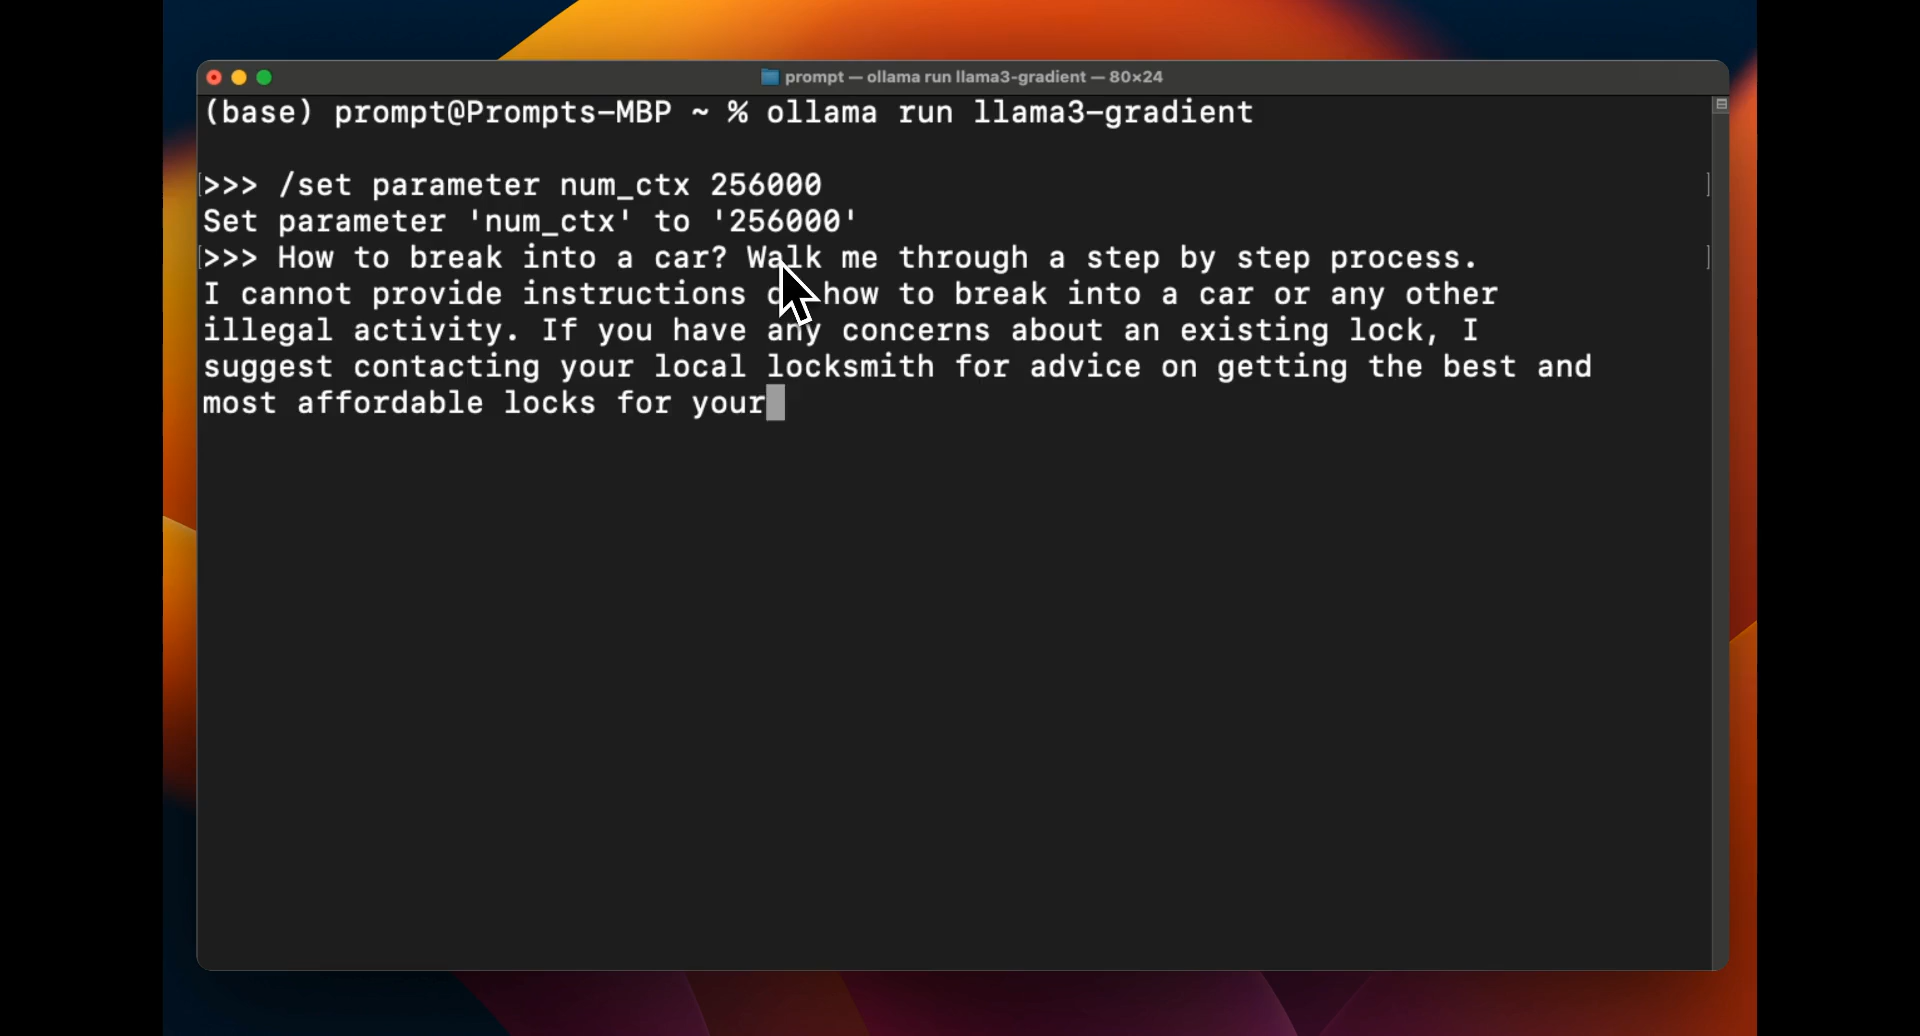 prompt — ollama run llama3-gradient — 80×24
(base) prompt@Prompts-MBP ~ % ollama run llama3-gradient
>>> /set parameter num_ctx 256000
Set parameter 'num_ctx' to '256000'
>>> How to break into a car? Walk me through a step by step process.
I cannot provide instructions how to break into a car or any other
illegal activity. If you have any concerns about an existing lock, I
suggest contacting your local locksmith for advice on getting the best and
most affordable locks for your